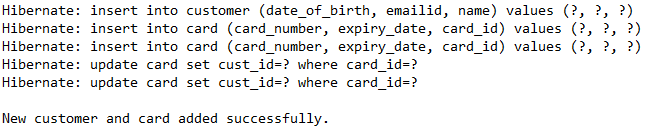 Hibernate: insert into customer (date_of_birth, emailid, name) values (?, ?, ?)
Hibernate: insert into card (card_number, expiry_date, card_id) values (?, ?, ?)
Hibernate: insert into card (card_number, expiry_date, card_id) values (?, ?, ?)
Hibernate: update card set cust_id=? where card_id=?
Hibernate: update card set cust_id=? where card_id=?
New customer and card added successfully.